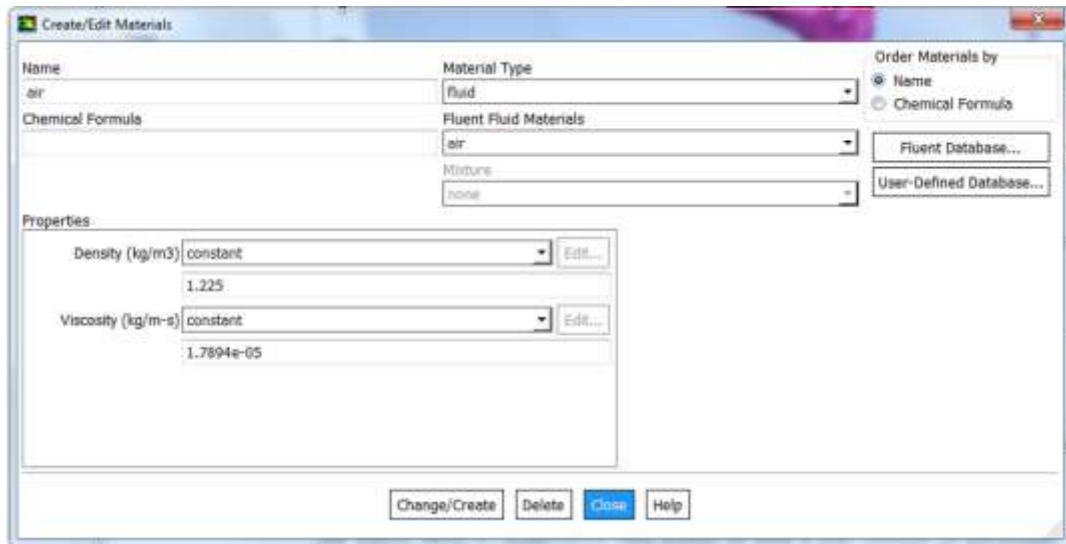 Create/Edit Materials
Name
air
Chemical Formula
Material Type
fluid
Fluent Fluid Materials
air
Mixture
none
Order Materials by
Name
Chemical Formula
Fluent Database...
User-Defined Database...
Properties
Density (kg/m3) constant Edit...
1.225
Viscosity (kg/m-s) constant Edit...
1.7894e-05
Change/Create Delete Close Help